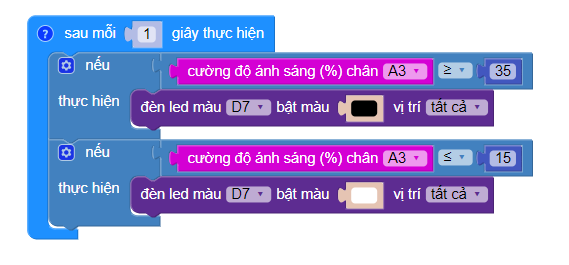 ? sau mỗi 1 giây thực hiện
nếu cường độ ánh sáng (%) chân A3 ≥ 35
thực hiện đèn led màu D7 bật màu vị trí tất cả
nếu cường độ ánh sáng (%) chân A3 ≤ 15
thực hiện đèn led màu D7 bật màu vị trí tất cả